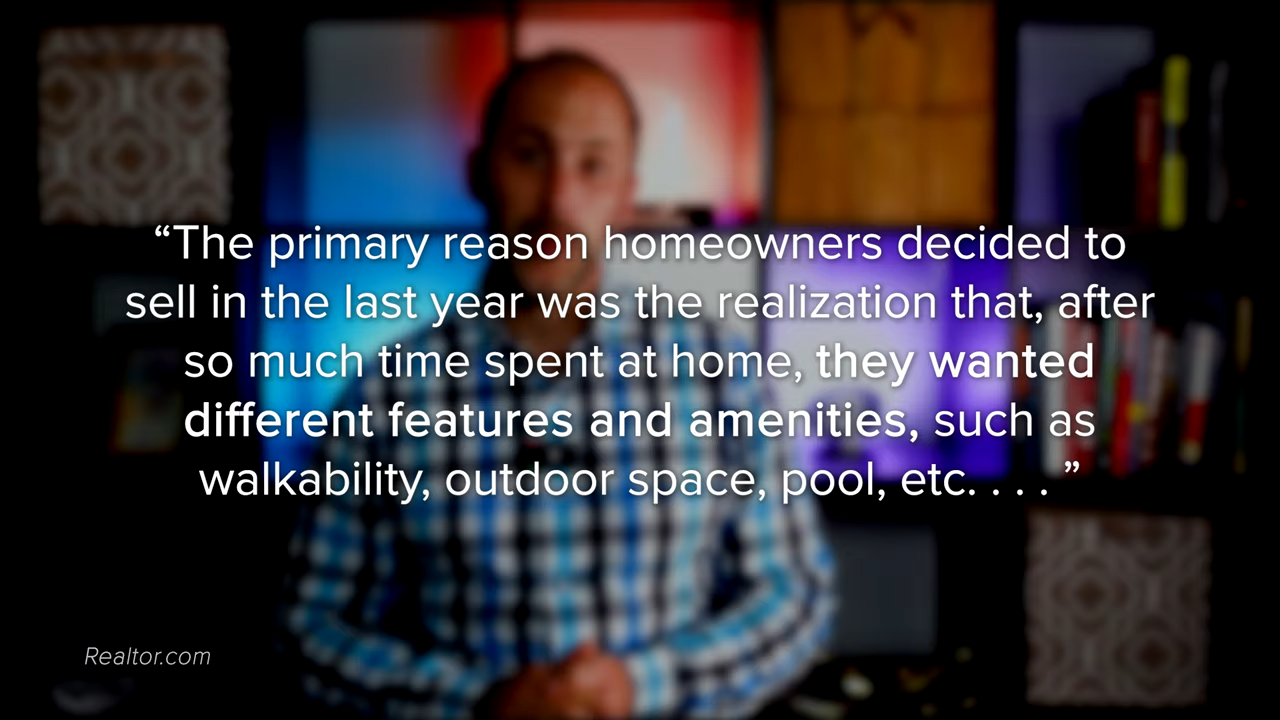 “The primary reason homeowners decided to
sell in the last year was the realization that, after
so much time spent at home, they wanted
different features and amenities, such as
walkability, outdoor space, pool, etc. . . . ”
Realtor.com